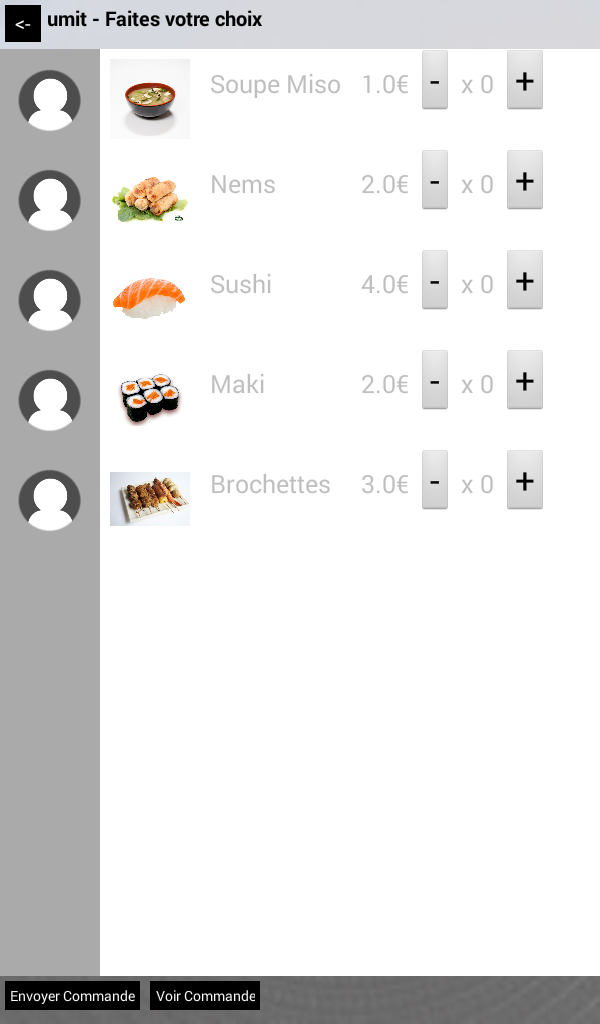 <- umit - Faites votre choix
Soupe Miso 1.0€ - x 0 +
Nems 2.0€ - x 0 +
Sushi 4.0€ - x 0 +
Maki 2.0€ - x 0 +
Brochettes 3.0€ - x 0 +
Envoyer Commande Voir Commande